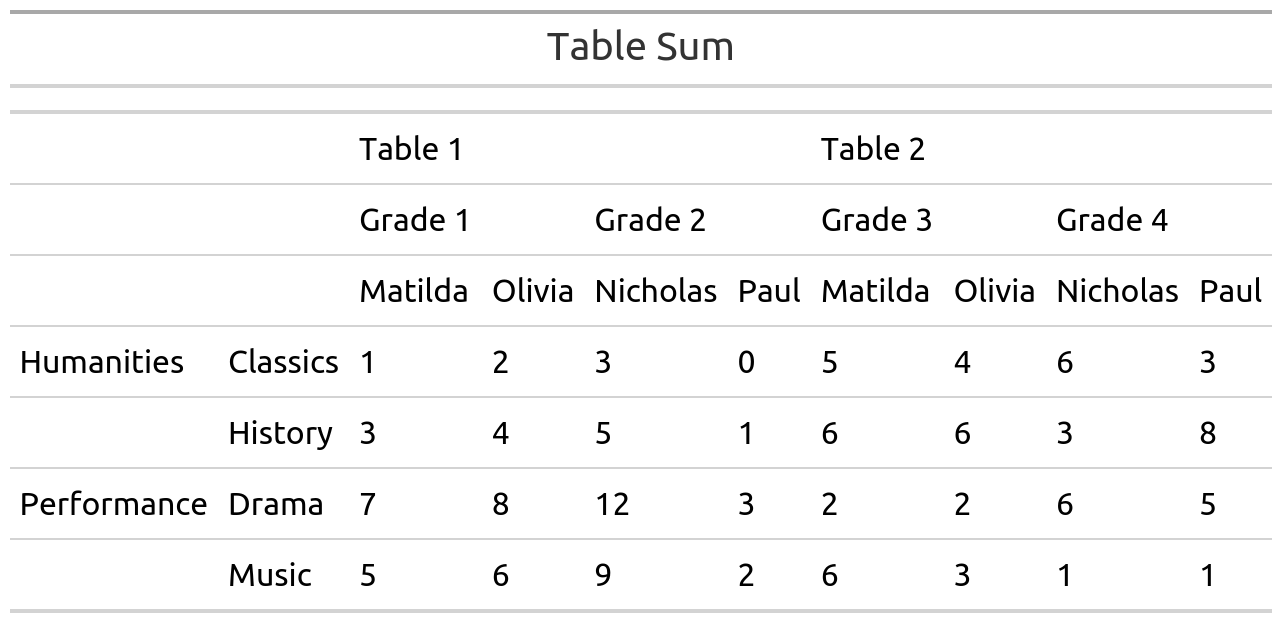 Table Sum
Table 1 Table 2
Grade 1 Grade 2 Grade 3 Grade 4
Matilda Olivia Nicholas Paul Matilda Olivia Nicholas Paul
Humanities Classics 1 2 3 0 5 4 6 3
History 3 4 5 1 6 6 3 8
Performance Drama 7 8 12 3 2 2 6 5
Music 5 6 9 2 6 3 1 1